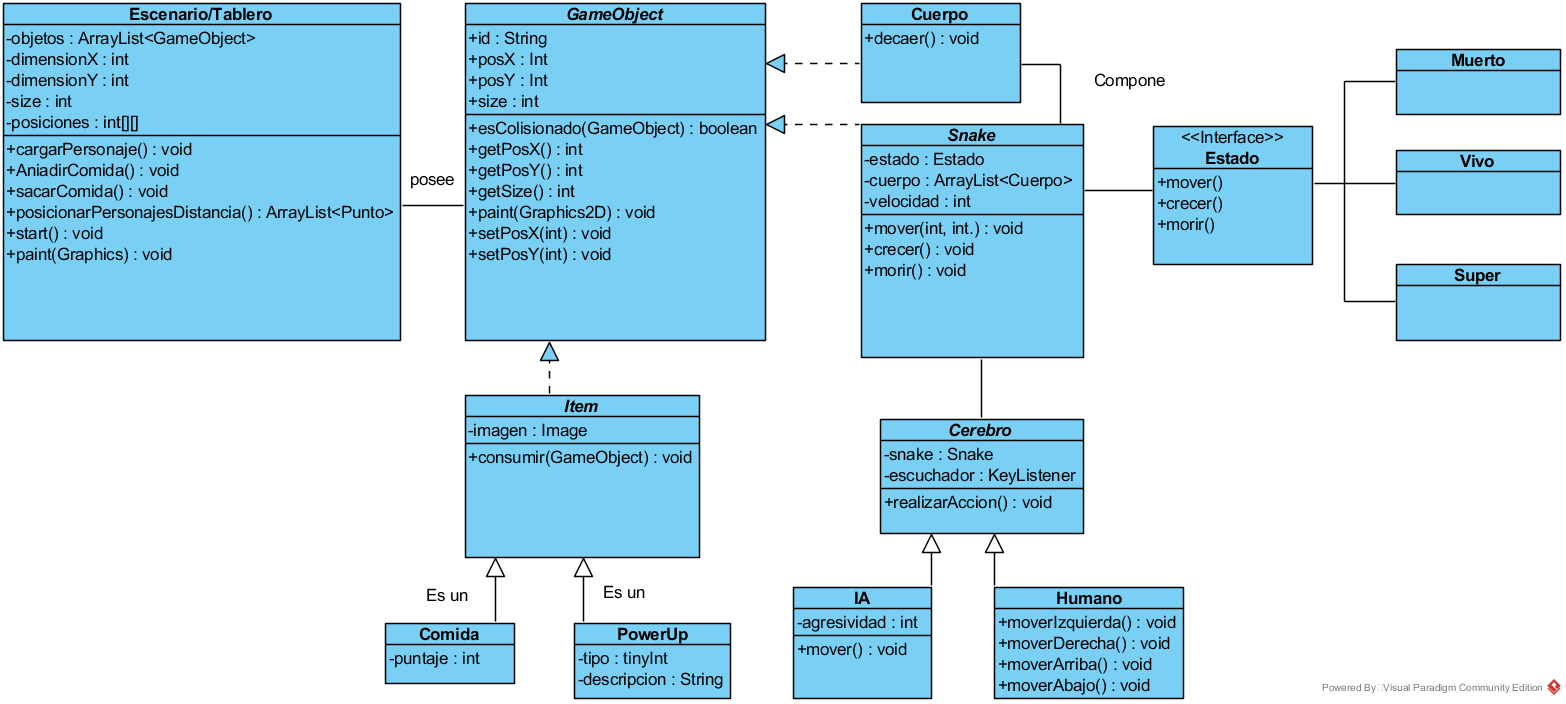 Escenario/Tablero
-objetos : ArrayList<GameObject>
-dimensionX : int
-dimensionY : int
-size : int
-posiciones : int[][]
+cargarPersonaje() : void
+AniadirComida() : void
+sacarComida() : void
+posicionarPersonajesDistancia() : ArrayList<Punto>
+start() : void
+paint(Graphics) : void
posee
GameObject
+id : String
+posX : Int
+posY : Int
+size : int
+esColisionado(GameObject) : boolean
+getPosX() : int
+getPosY() : int
+getSize() : int
+paint(Graphics2D) : void
+setPosX(int) : void
+setPosY(int) : void
Cuerpo
+decaer() : void
Compone
Snake
-estado : Estado
-cuerpo : ArrayList<Cuerpo>
-velocidad : int
+mover(int, int.) : void
+crecer() : void
+morir() : void
<<Interface>>
Estado
+mover()
+crecer()
+morir()
Muerto
Vivo
Super
Item
-imagen : Image
+consumir(GameObject) : void
Es un
Es un
Comida
-puntaje : int
PowerUp
-tipo : tinyInt
-descripcion : String
Cerebro
-snake : Snake
-escuchador : KeyListener
+realizarAccion() : void
IA
-agresividad : int
+mover() : void
Humano
+moverIzquierda() : void
+moverDerecha() : void
+moverArriba() : void
+moverAbajo() : void
Powered By Visual Paradigm Community Edition